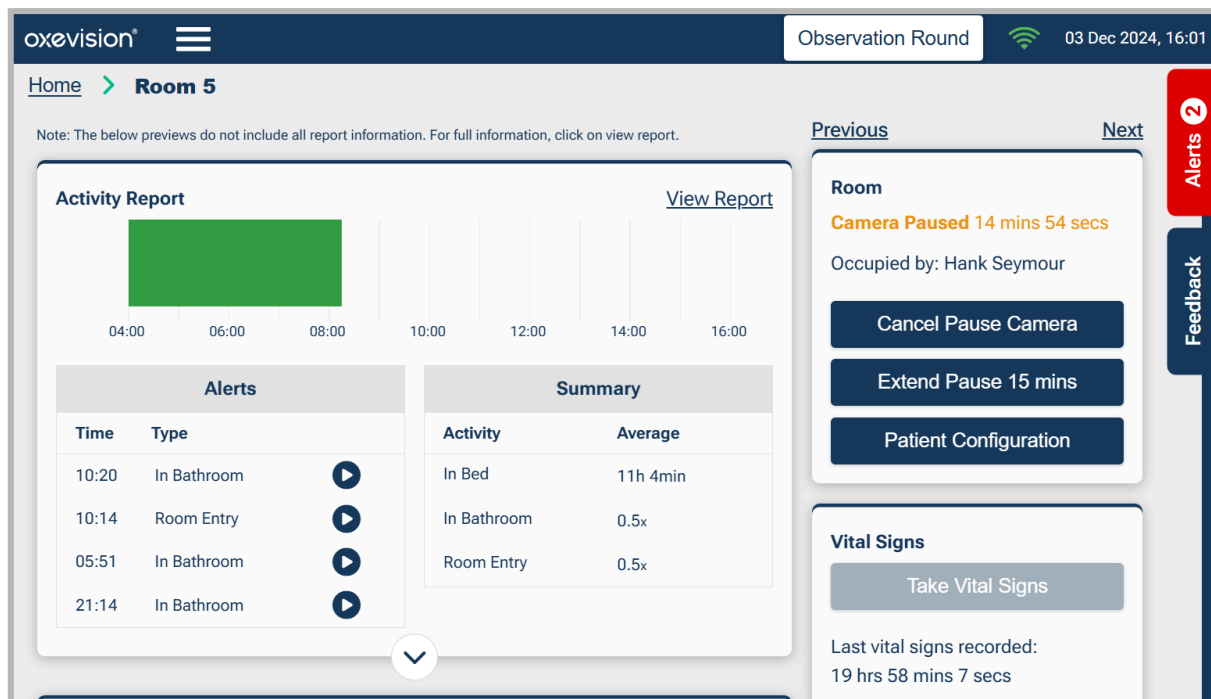 oxevision®
Observation Round
03 Dec 2024, 16:01
Home
Room 5
Note: The below previews do not include all report information. For full information, click on view report.
Activity Report
View Report
04:00 06:00 08:00 10:00 12:00 14:00 16:00
Alerts
Time Type
10:20 In Bathroom
10:14 Room Entry
05:51 In Bathroom
21:14 In Bathroom
Summary
Activity Average
In Bed 11h 4min
In Bathroom 0.5x
Room Entry 0.5x
Previous Next
Room
Camera Paused 14 mins 54 secs
Occupied by: Hank Seymour
Cancel Pause Camera
Extend Pause 15 mins
Patient Configuration
Vital Signs
Take Vital Signs
Last vital signs recorded:
19 hrs 58 mins 7 secs
Alerts 2
Feedback